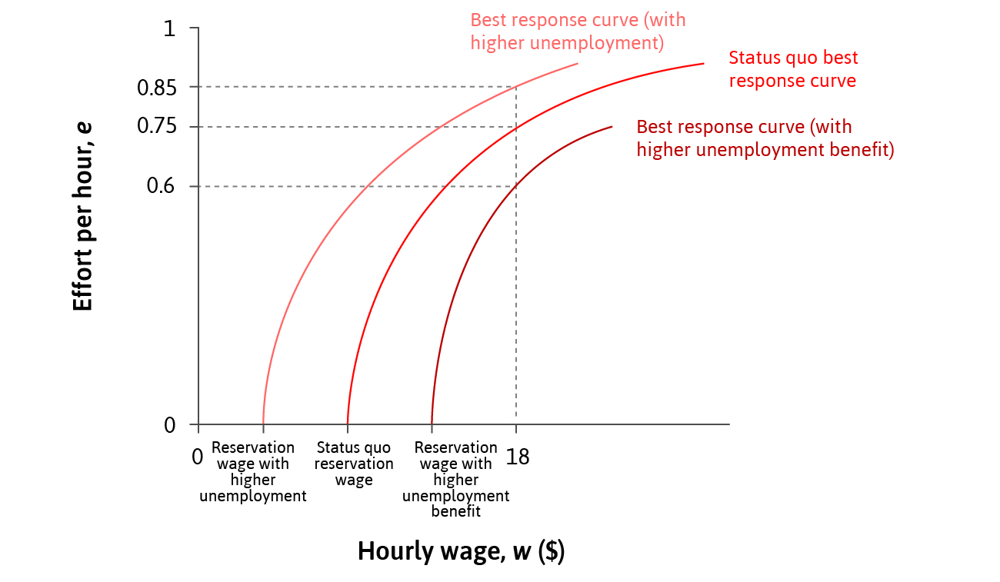 1
Best response curve (with
higher unemployment)
Status quo best
response curve
0.85
0.75
Best response curve (with
higher unemployment benefit)
0.6
Effort per hour, e
0
0
Reservation
wage with
higher
unemployment
Status quo
reservation
wage
Reservation
wage with
higher
unemployment
benefit
18
Hourly wage, w ($)